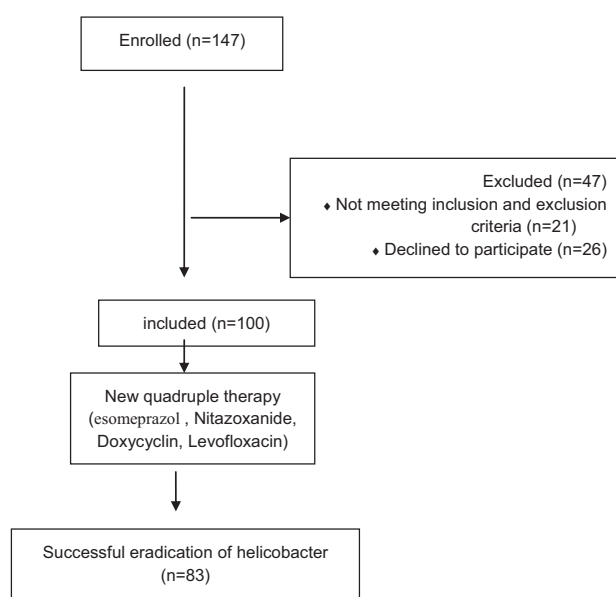 Enrolled (n=147)
Excluded (n=47)
♦ Not meeting inclusion and exclusion
criteria (n=21)
♦ Declined to participate (n=26)
included (n=100)
New quadruple therapy
(esomeprazol , Nitazoxanide,
Doxycyclin, Levofloxacin)
Successful eradication of helicobacter
(n=83)